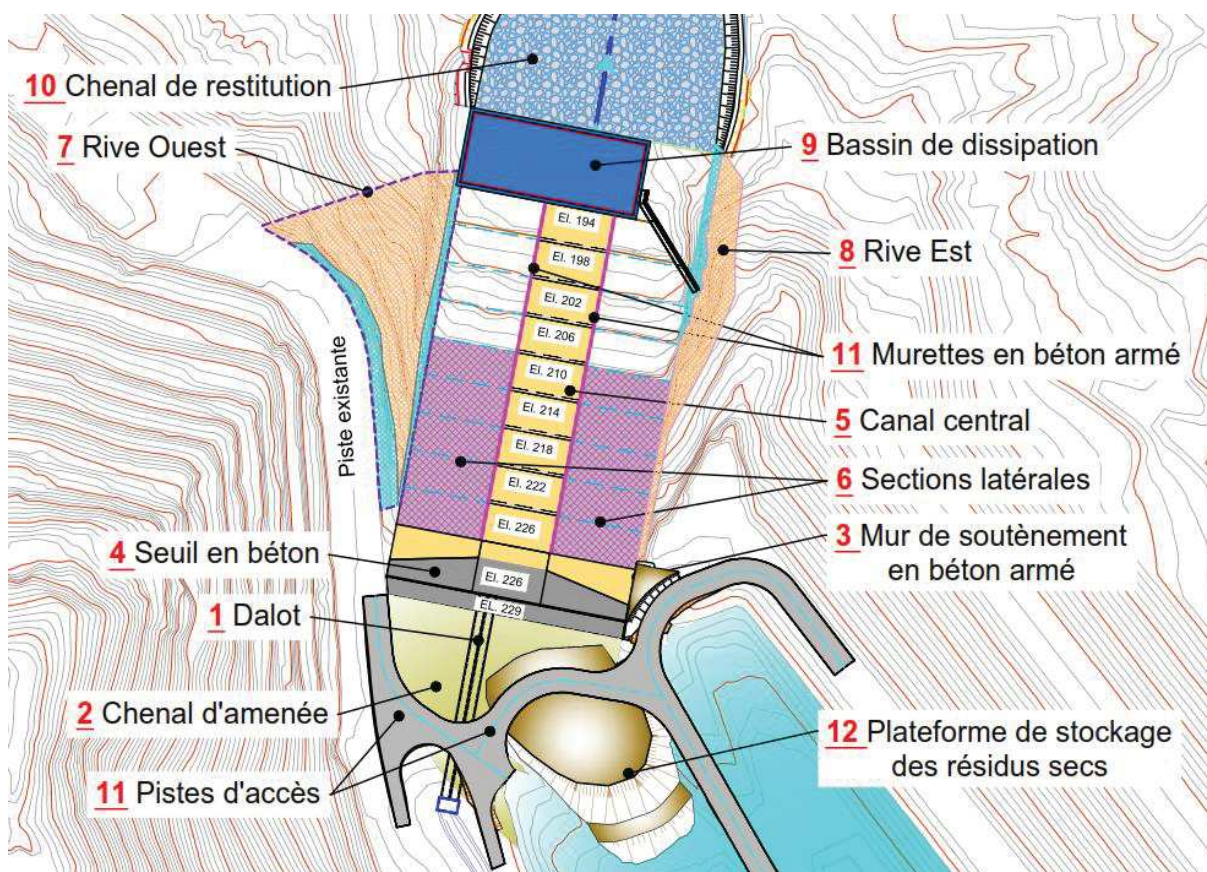 10 Chenal de restitution
7 Rive Ouest
9 Bassin de dissipation
El. 194
8 Rive Est
El. 198
El. 202
El. 206
11 Murettes en béton armé
El. 210
5 Canal central
El. 214
Piste existante
El. 218
6 Sections latérales
El. 222
El. 226
3 Mur de soutènement
en béton armé
4 Seuil en béton
El. 226
EL. 229
1 Dalot
2 Chenal d'amenée
12 Plateforme de stockage
des résidus secs
11 Pistes d'accès